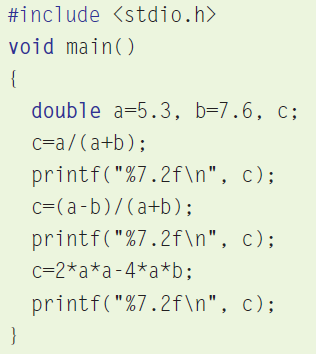 #include <stdio.h>
void main()
{
double a=5.3, b=7.6, c;
c=a/(a+b);
printf("%7.2f\n", c);
c=(a-b)/(a+b);
printf("%7.2f\n", c);
c=2*a*a-4*a*b;
printf("%7.2f\n", c);
}